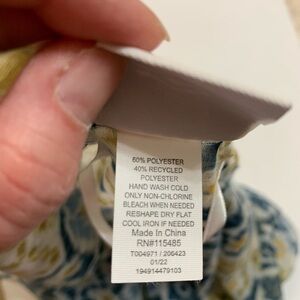 60% POLYESTER
40% RECYCLED
POLYESTER
HAND WASH COLD
ONLY NON-CHLORINE
BLEACH WHEN NEEDED
RESHAPE DRY FLAT
COOL IRON IF NEEDED
Made In China
RN#115485
T004971 / 206423
01/22
194914479103